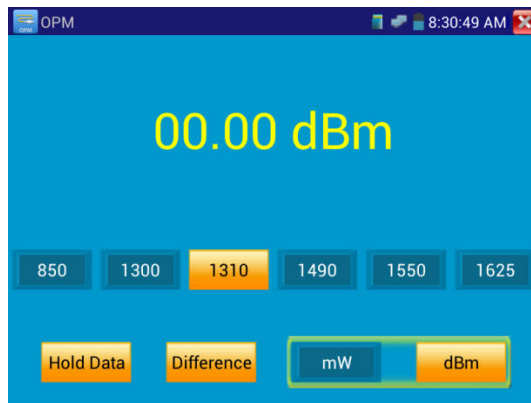 OPM
OPM 8:30:49 AM
00.00 dBm
850 1300 1310 1490 1550 1625
Hold Data Difference mW dBm